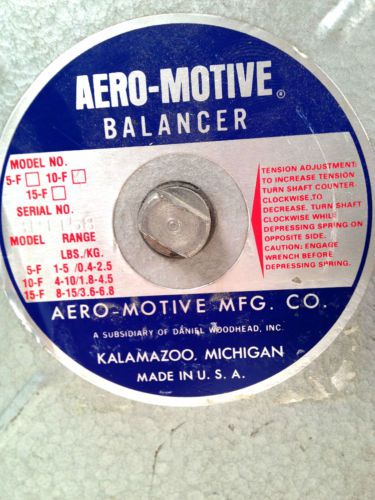 AERO-MOTIVE®
BALANCER
MODEL NO.
5-F 10-F
15-F
SERIAL NO.
MODEL RANGE
LBS./KG.
5-F 1-5 /0.4-2.5
10-F 4-10/1.8-4.5
15-F 8-15/3.6-6.8
TENSION ADJUSTMENT:
TO INCREASE TENSION
TURN SHAFT COUNTER
CLOCKWISE, TO
DECREASE, TURN SHAFT
CLOCKWISE WHILE
DEPRESSING SPRING ON
OPPOSITE SIDE.
CAUTION: ENGAGE
WRENCH BEFORE
DEPRESSING SPRING.
AERO-MOTIVE MFG. CO.
A SUBSIDIARY OF DANIEL WOODHEAD, INC.
KALAMAZOO, MICHIGAN
MADE IN U. S. A.